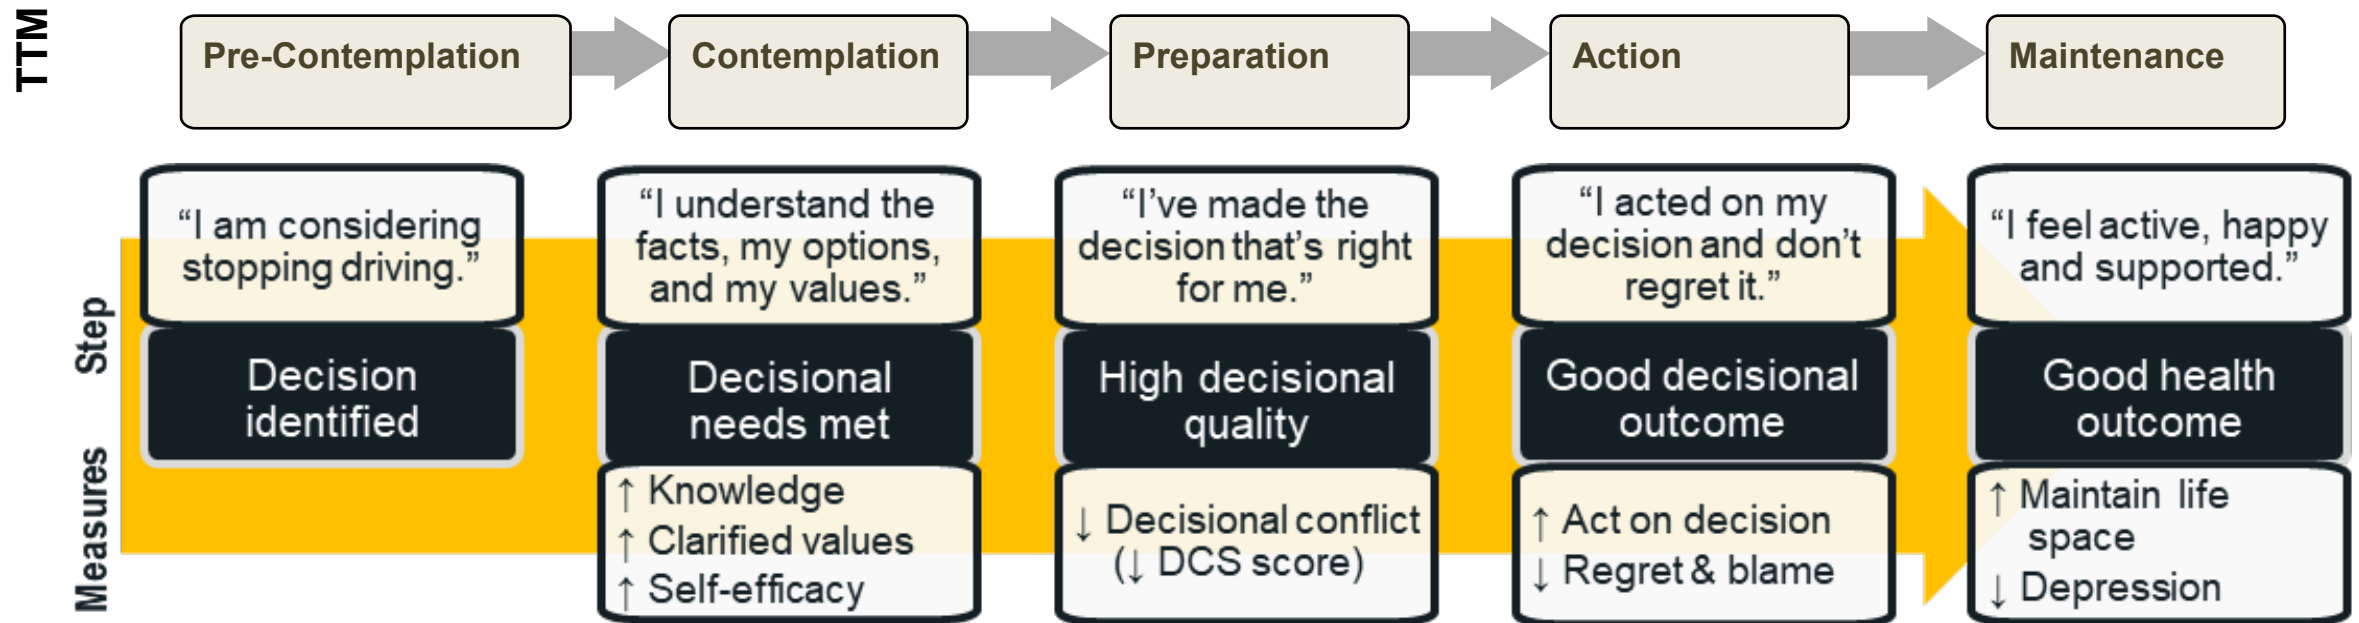 TTM
Pre-Contemplation
Contemplation
Preparation
Action
Maintenance
Step
“I am considering
stopping driving.”
“I understand the
facts, my options,
and my values.”
“I’ve made the
decision that’s right
for me.”
“I acted on my
decision and don’t
regret it.”
“I feel active, happy
and supported.”
Decision
identified
Decisional
needs met
High decisional
quality
Good decisional
outcome
Good health
outcome
Measures
↑ Knowledge
↑ Clarified values
↑ Self-efficacy
↓ Decisional conflict
(↓ DCS score)
↑ Act on decision
↓ Regret & blame
↑ Maintain life
space
↓ Depression